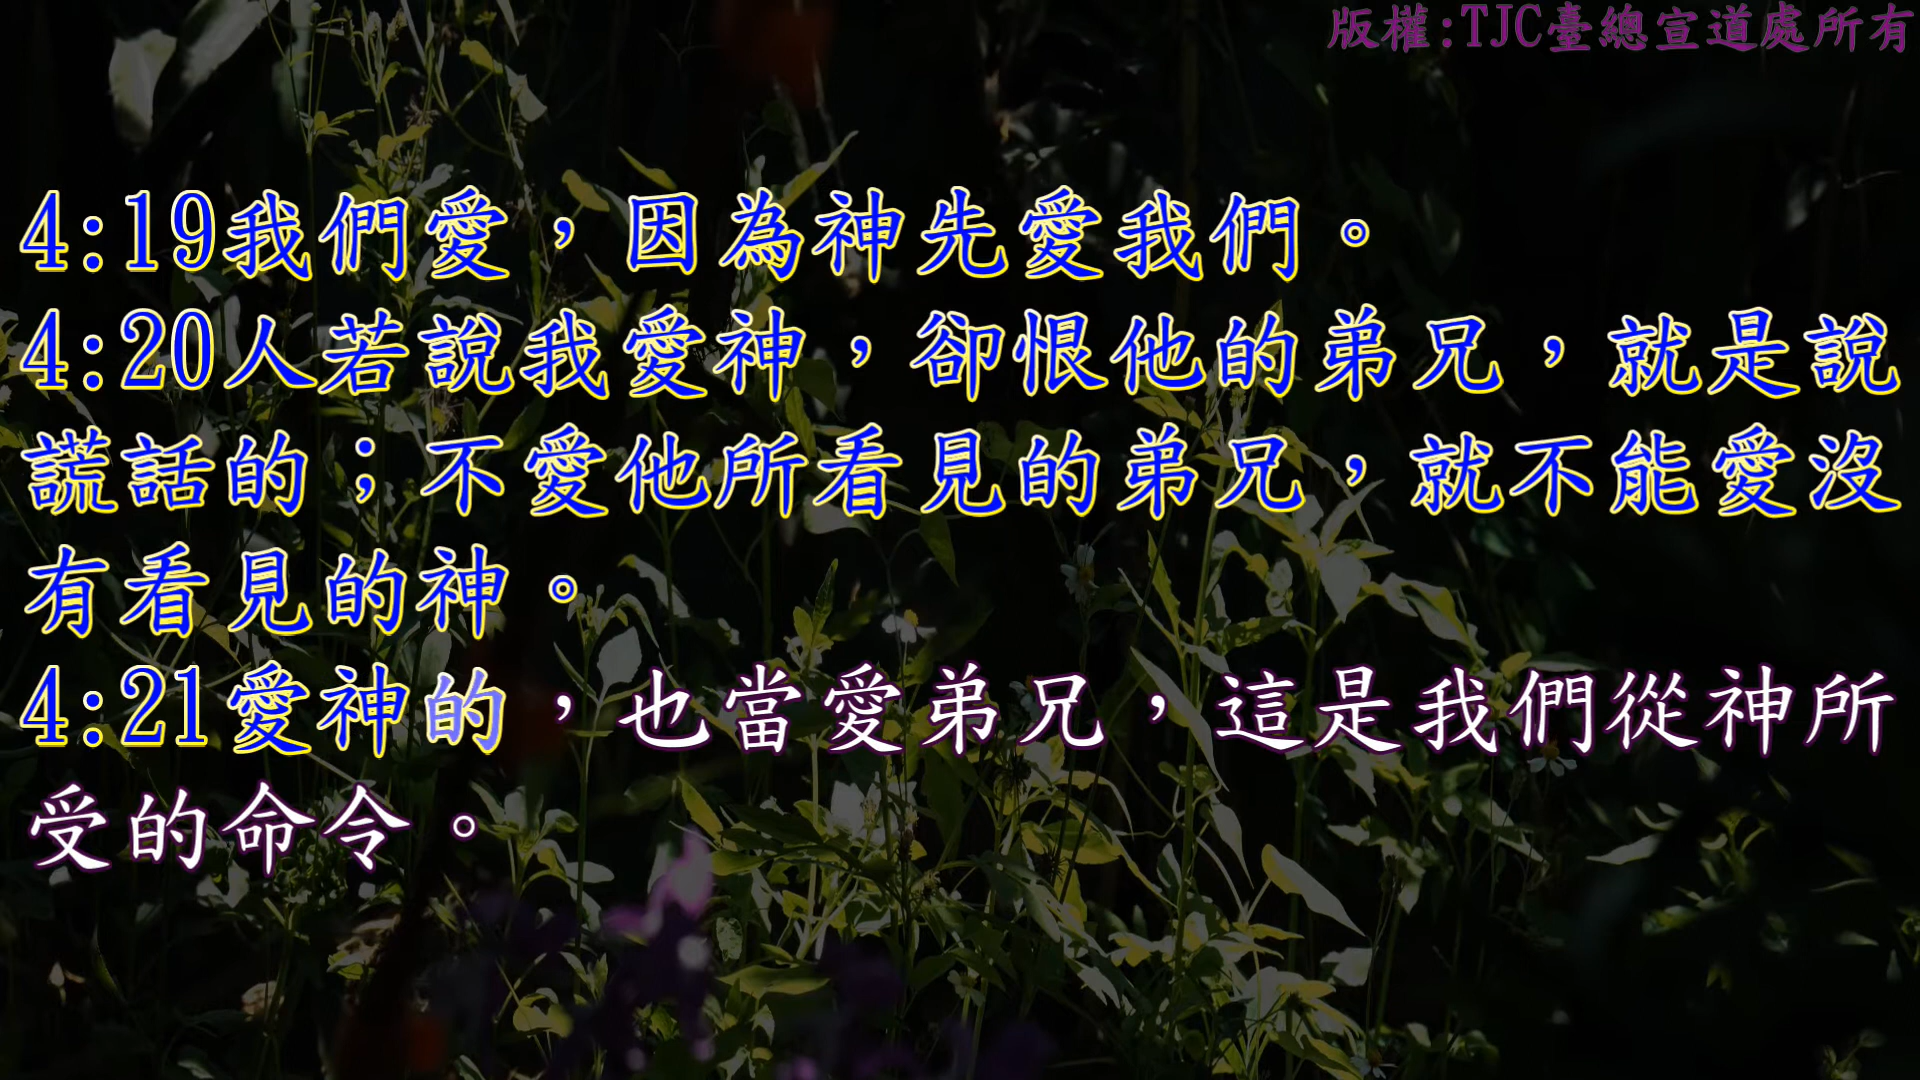 版權:TJC臺總宣道處所有
4:19我們愛，因為神先愛我們。
4:20人若說我愛神，卻恨他的弟兄，就是說
謊話的；不愛他所看見的弟兄，就不能愛沒
有看見的神。
4:21愛神的，也當愛弟兄，這是我們從神所
受的命令。